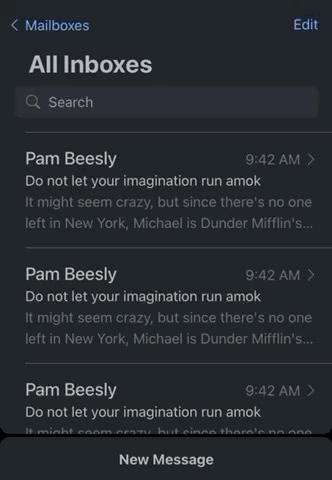 Mailboxes
Edit
All Inboxes
Search
Pam Beesly
9:42 AM
Do not let your imagination run amok
It might seem crazy, but since there's no one
left in New York, Michael is Dunder Mifflin's...
Pam Beesly
9:42 AM
Do not let your imagination run amok
It might seem crazy, but since there's no one
left in New York, Michael is Dunder Mifflin's...
Pam Beesly
9:42 AM
Do not let your imagination run amok
It might seem crazy, but since there's no one
New Message